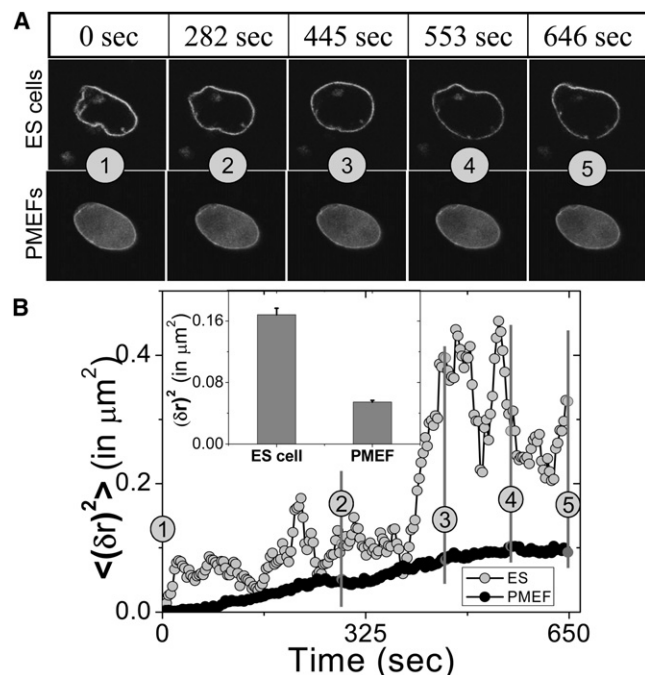 A
0 sec 282 sec 445 sec 553 sec 646 sec
ES cells
1 2 3 4 5
PMEFs
B
<(δr)²> (in μm²)
0.4
0.2
0.0
(δr)² (in μm²)
0.16
0.08
0.00
ES cell PMEF
1 2 3 4 5
ES
PMEF
0 325 650
Time (sec)